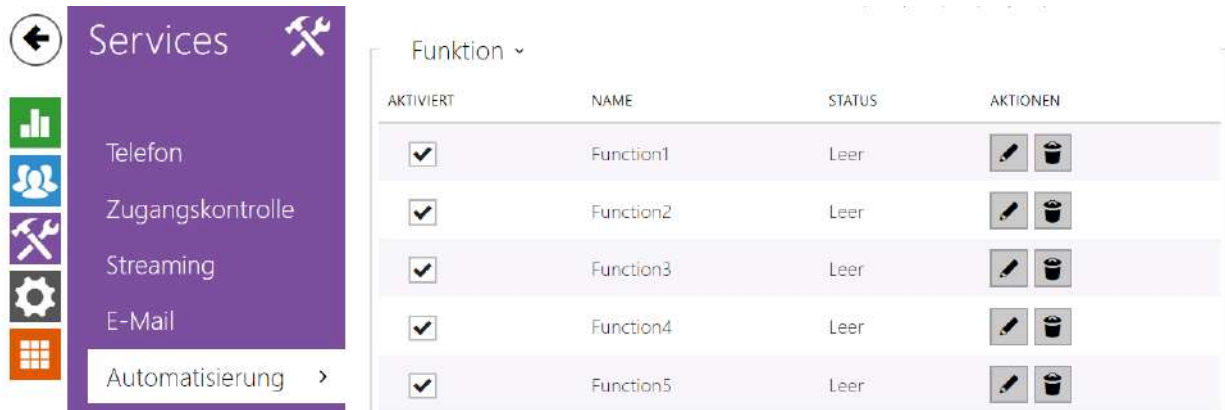 Services
Telefon
Zugangskontrolle
Streaming
E-Mail
Automatisierung
Funktion
AKTIVIERT NAME STATUS AKTIONEN
Function1 Leer
Function2 Leer
Function3 Leer
Function4 Leer
Function5 Leer